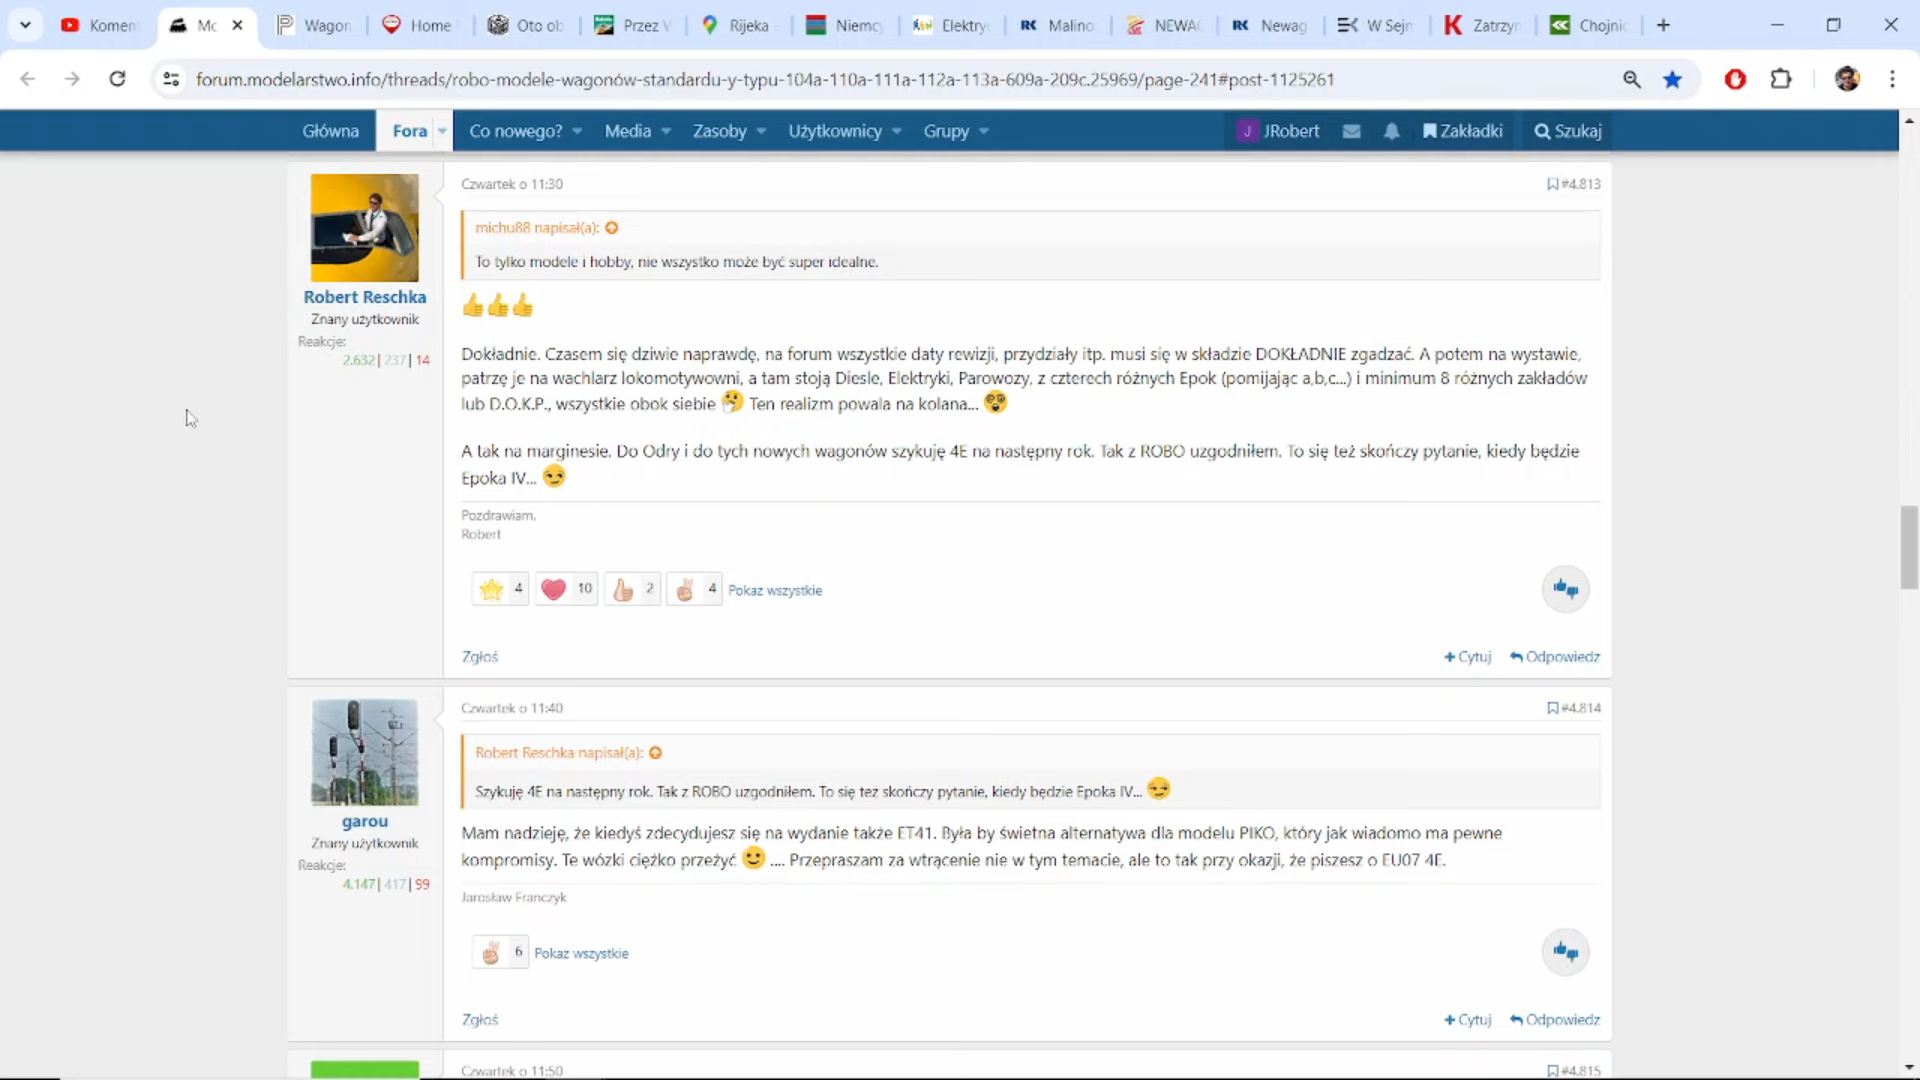 Komen
Mo
Wagon
Home
Oto ob
Przez V
Rijeka -
Niemcy
Elektry
RK Malino
NEWA
RK Newag
W Sejm
Zatrzyn
Chojnic
forum.modelarstwo.info/threads/robo-modele-wagonów-standardu-y-typu-104a-110a-111a-112a-113a-609a-209c.25969/page-241#post-1125261
Główna Fora Co nowego? Media Zasoby Użytkownicy Grupy J JRobert Zakładki Szukaj
Czwartek o 11:30 #4.813
michu88 napisał(a):
To tylko modele i hobby, nie wszystko może być super idealne.
Robert Reschka
Znany użytkownik
Reakcje:
2.632| 237| 14
👍👍👍
Dokładnie. Czasem się dziwie naprawdę, na forum wszystkie daty rewizji, przydziały itp. musi się w składzie DOKŁADNIE zgadzać. A potem na wystawie,
patrzę je na wachlarz lokomotywowni, a tam stoją Diesle, Elektryki, Parowozy, z czterech różnych Epok (pomijając a,b,c...) i minimum 8 różnych zakładów
lub D.O.K.P., wszystkie obok siebie 🤔 Ten realizm powala na kolana... 😲
A tak na marginesie. Do Odry i do tych nowych wagonów szykuję 4E na następny rok. Tak z ROBO uzgodniłem. To się też skończy pytanie, kiedy będzie
Epoka IV... 😏
Pozdrawiam,
Robert
4 10 2 4 Pokaz wszystkie
Zgłoś + Cytuj Odpowiedz
Czwartek o 11:40 #4.814
Robert Reschka napisał(a):
Szykuję 4E na następny rok. Tak z ROBO uzgodniłem. To się też skończy pytanie, kiedy będzie Epoka IV... 😏
garou
Znany użytkownik
Reakcje:
4.147| 417| 99
Mam nadzieję, że kiedyś zdecydujesz się na wydanie także ET41. Była by świetna alternatywa dla modelu PIKO, który jak wiadomo ma pewne
kompromisy. Te wózki ciężko przeżyć 🙂 .... Przepraszam za wtrącenie nie w tym temacie, ale to tak przy okazji, że piszesz o EU07 4E.
Jarosław Franczyk
6 Pokaz wszystkie
Zgłoś + Cytuj Odpowiedz
Czwartek o 11:50 #4.815